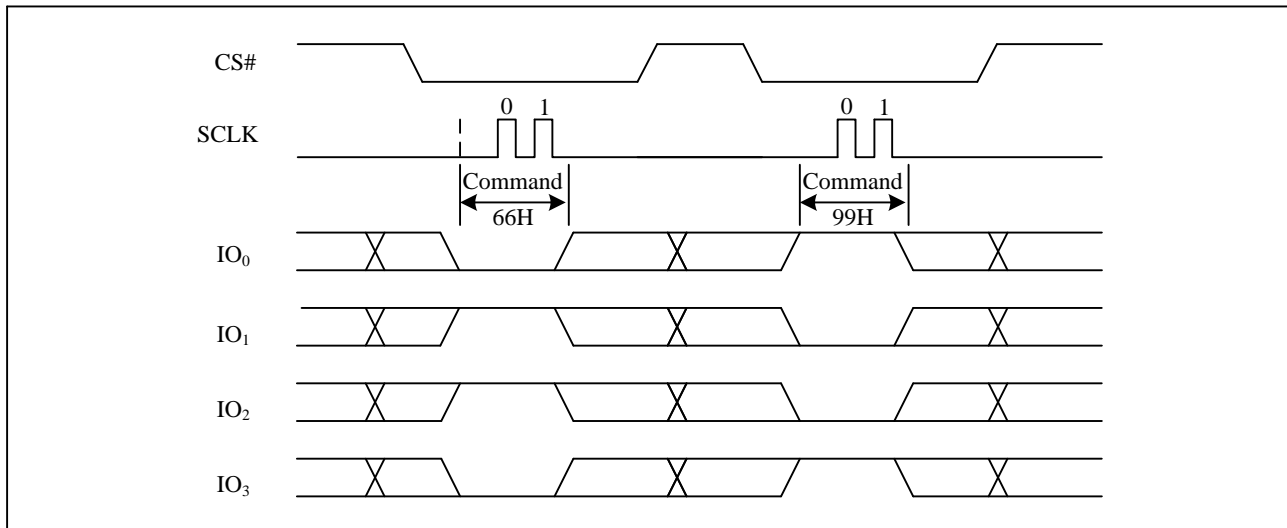 CS#
0 1 0 1
SCLK
Command Command
66H 99H
IO₀
IO₁
IO₂
IO₃